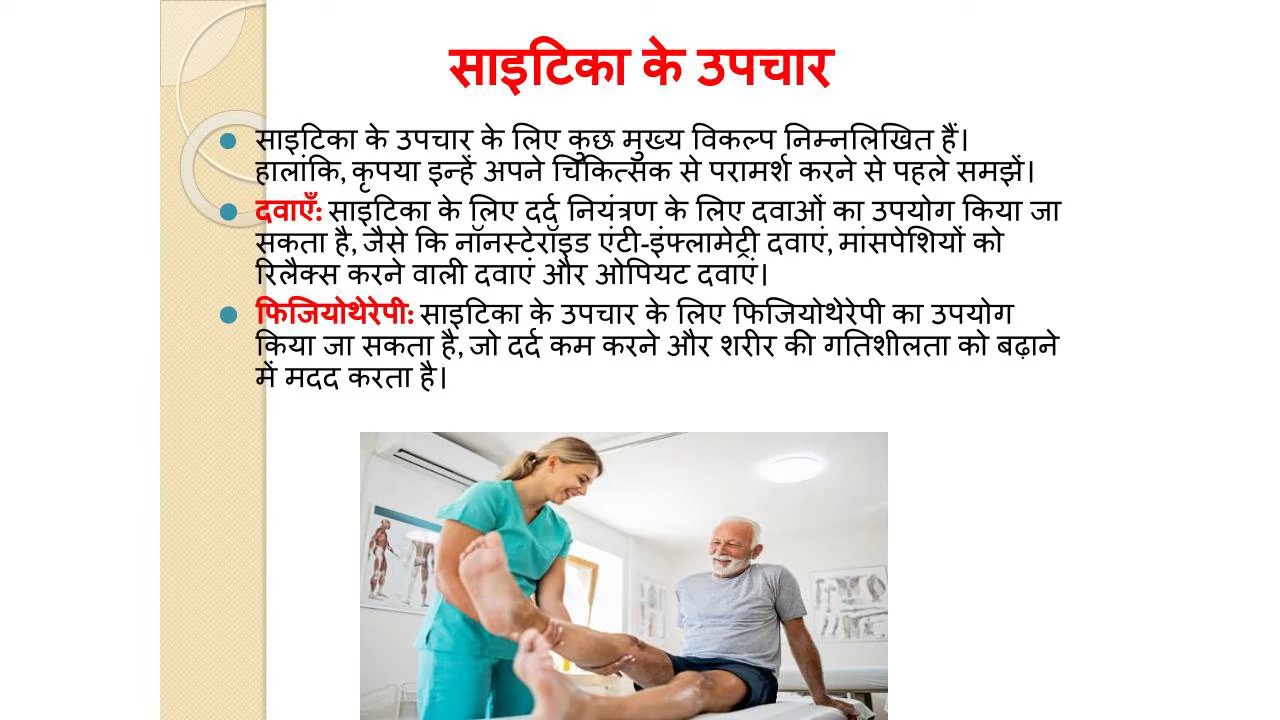 साइटिका के उपचार
साइटिका के उपचार के लिए कुछ मुख्य विकल्प निम्नलिखित हैं।
हालांकि, कृपया इन्हें अपने चिकित्सक से परामर्श करने से पहले समझें।
दवाएँ: साइटिका के लिए दर्द नियंत्रण के लिए दवाओं का उपयोग किया जा
सकता है, जैसे कि नॉनस्टेरॉइड एंटी-इंफ्लामेट्री दवाएं, मांसपेशियों को
रिलैक्स करने वाली दवाएं और ओपियट दवाएं।
फिजियोथेरेपी: साइटिका के उपचार के लिए फिजियोथेरेपी का उपयोग
किया जा सकता है, जो दर्द कम करने और शरीर की गतिशीलता को बढ़ाने
में मदद करता है।